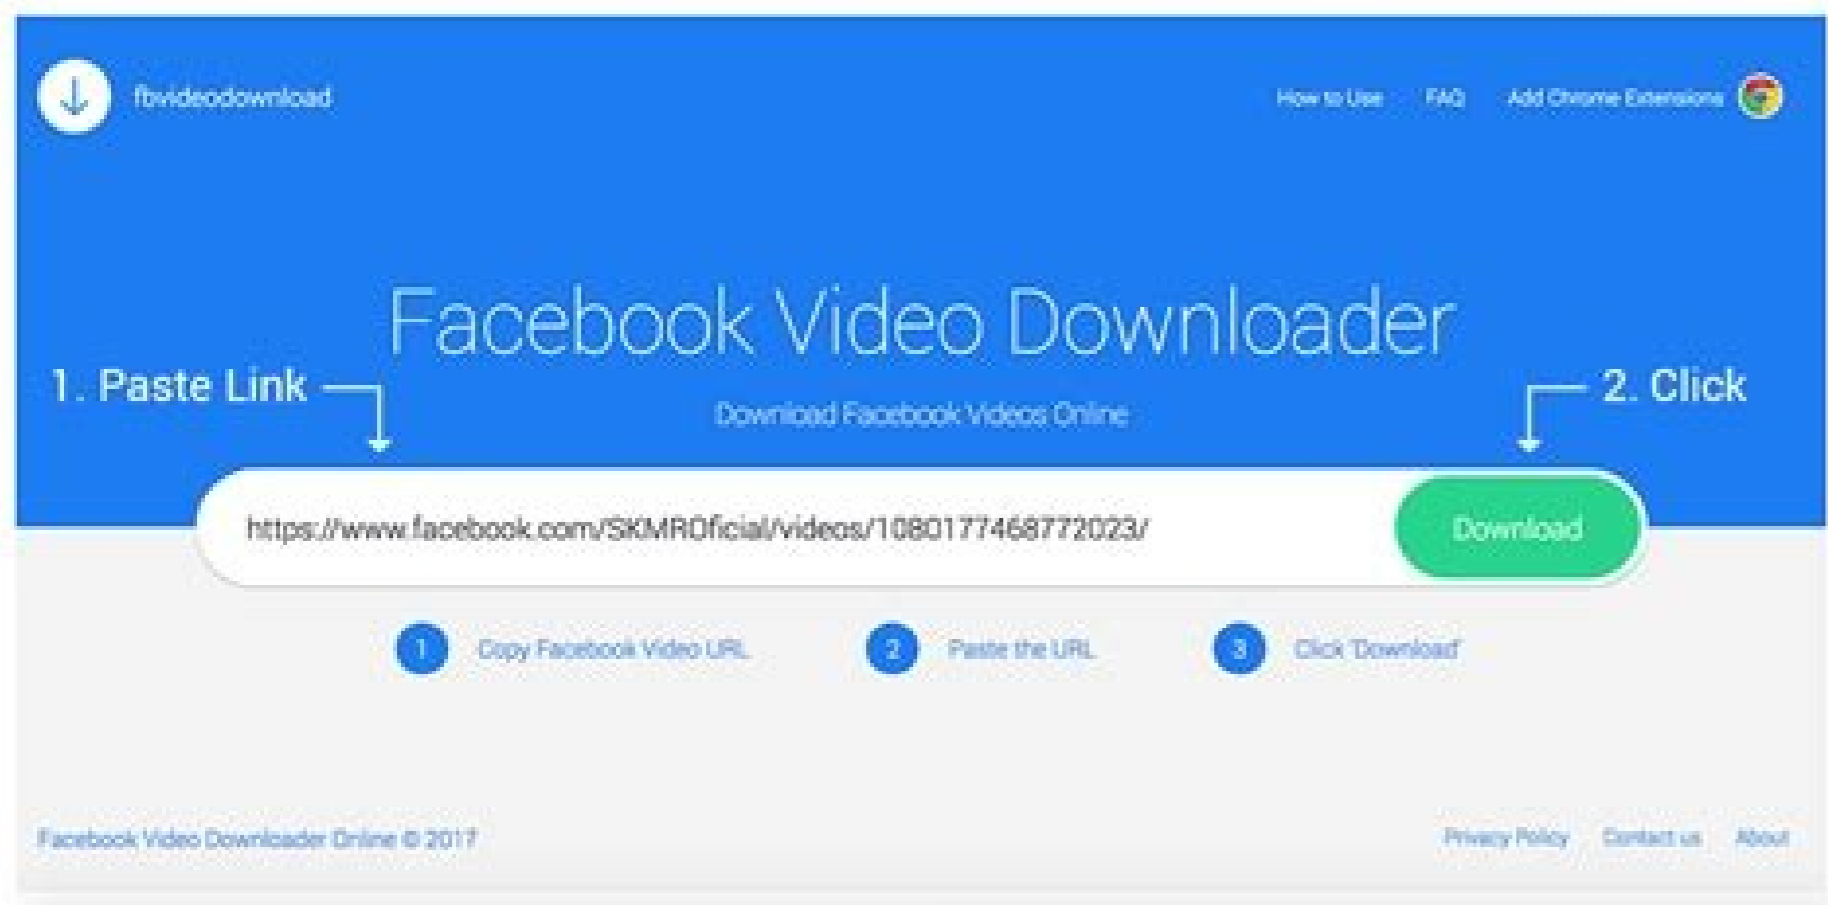 fbvideodownload
How to Use FAQ Add Chrome Extensions
Facebook Video Downloader
1. Paste Link
2. Click
Download Facebook Videos Online
https://www.facebook.com/SKMROficial/videos/1080177468772023/
Download
1 Copy Facebook Video URL 2 Paste the URL 3 Click 'Download'
Facebook Video Downloader Online © 2017
Privacy Policy Contact us About